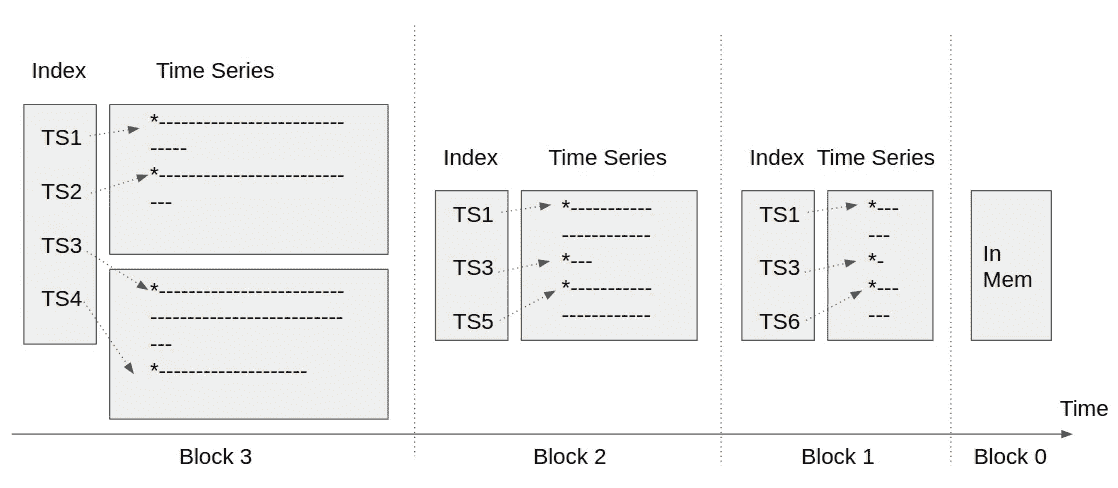 Index
Time Series
TS1
TS2
TS3
TS4
*-------------------------
-----
*-------------------------
---
*-------------------------
--------------------------
---
*--------------------
Index
Time Series
TS1
TS3
TS5
*-----------
------------
*---
*-----------
------------
Index
Time Series
TS1
TS3
TS6
*---
---
*-
*---
---
In
Mem
Time
Block 3
Block 2
Block 1
Block 0